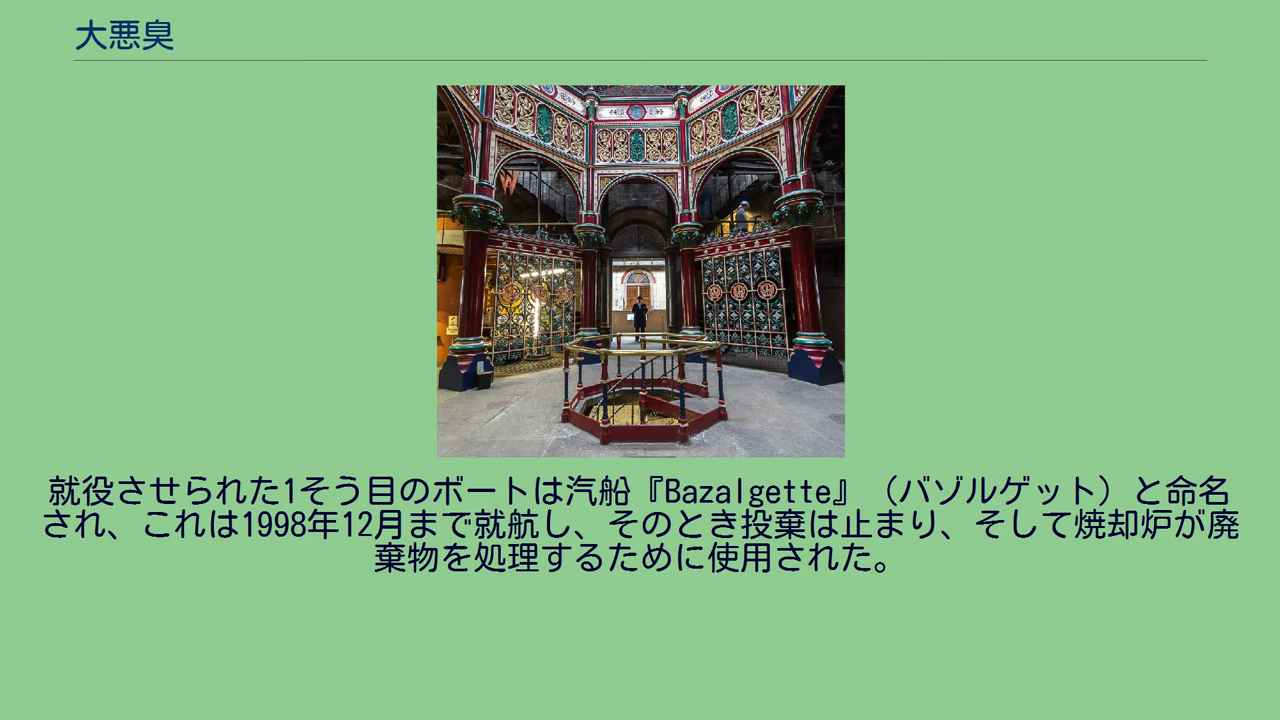 大悪臭
就役させられた1そう目のボートは汽船『Bazalgette』（バゾルゲット）と命名
され、これは1998年12月まで就航し、そのとき投棄は止まり、そして焼却炉が廃
棄物を処理するために使用された。